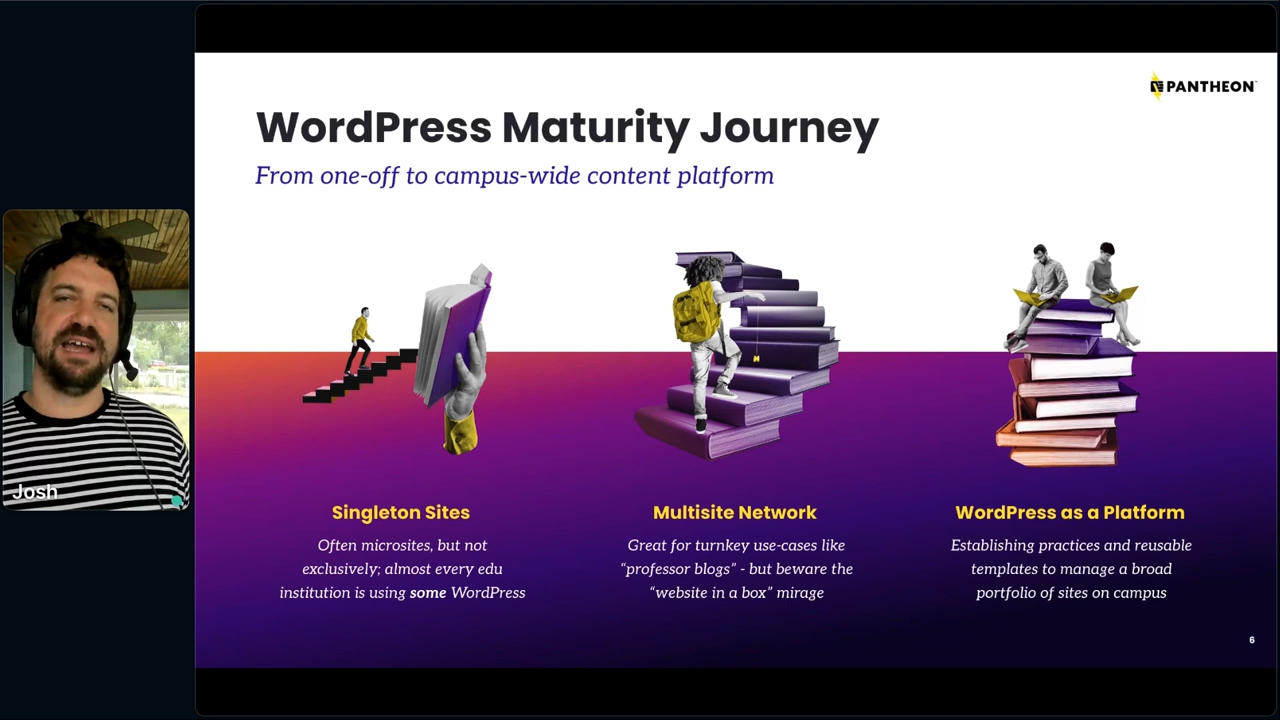 PANTHEON
WordPress Maturity Journey
From one-off to campus-wide content platform
Singleton Sites
Often microsites, but not
exclusively; almost every edu
institution is using some WordPress
Multisite Network
Great for turnkey use-cases like
“professor blogs” - but beware the
“website in a box” mirage
WordPress as a Platform
Establishing practices and reusable
templates to manage a broad
portfolio of sites on campus
6
Josh